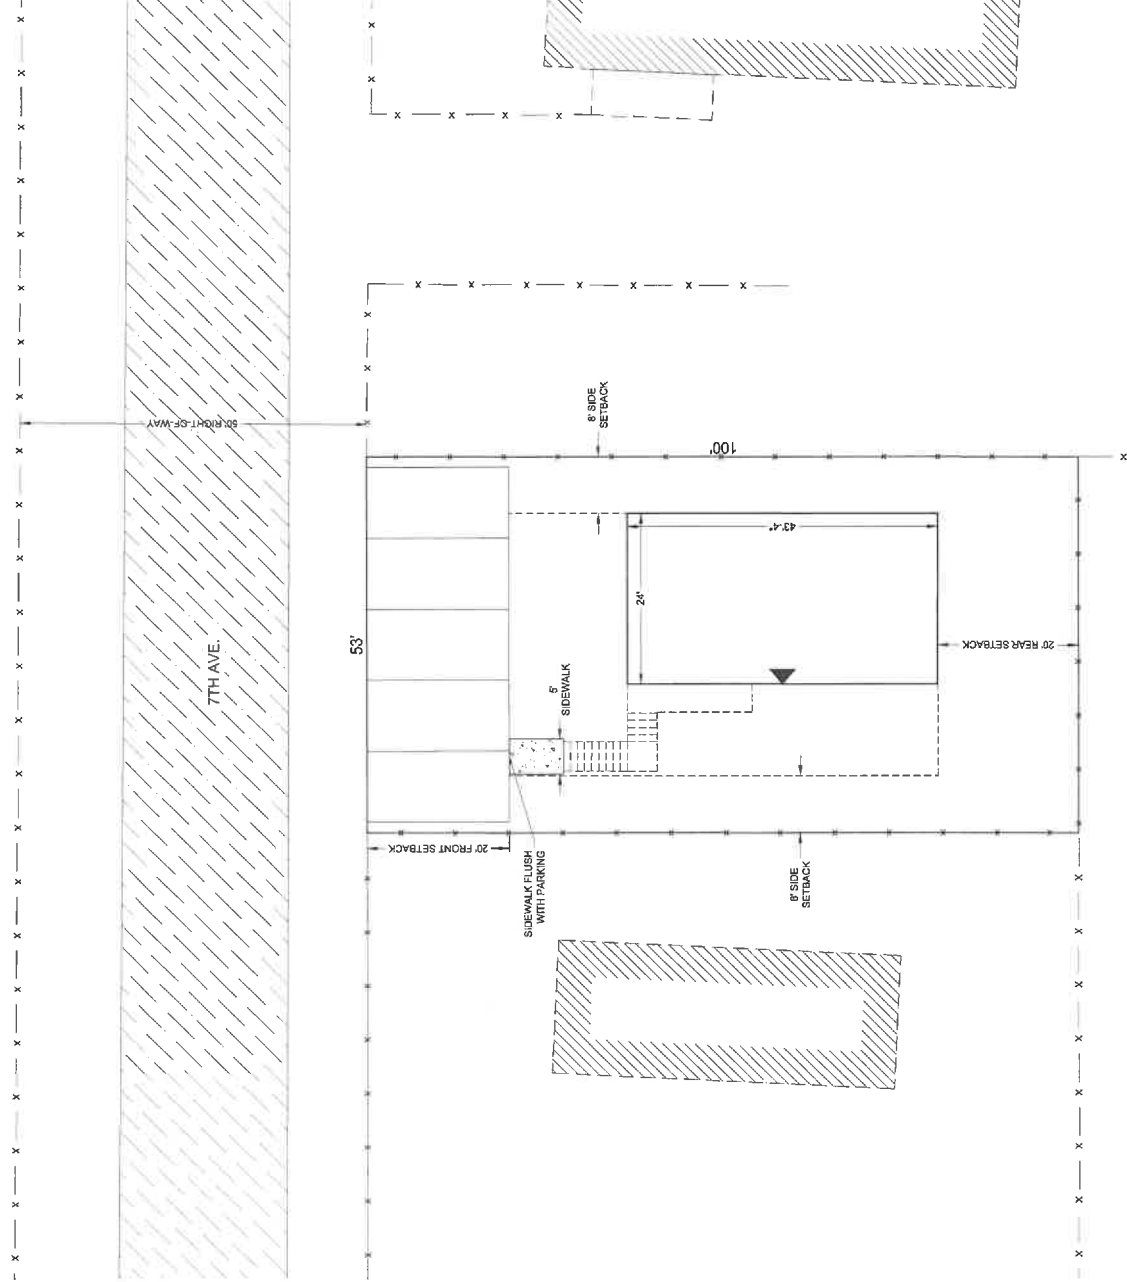 50' RIGHT-OF-WAY
7TH AVE.
8' SIDE
SETBACK
100'
43'-4"
24'
53'
20' REAR SETBACK
5'
SIDEWALK
20' FRONT SETBACK
SIDEWALK FLUSH
WITH PARKING
8' SIDE
SETBACK